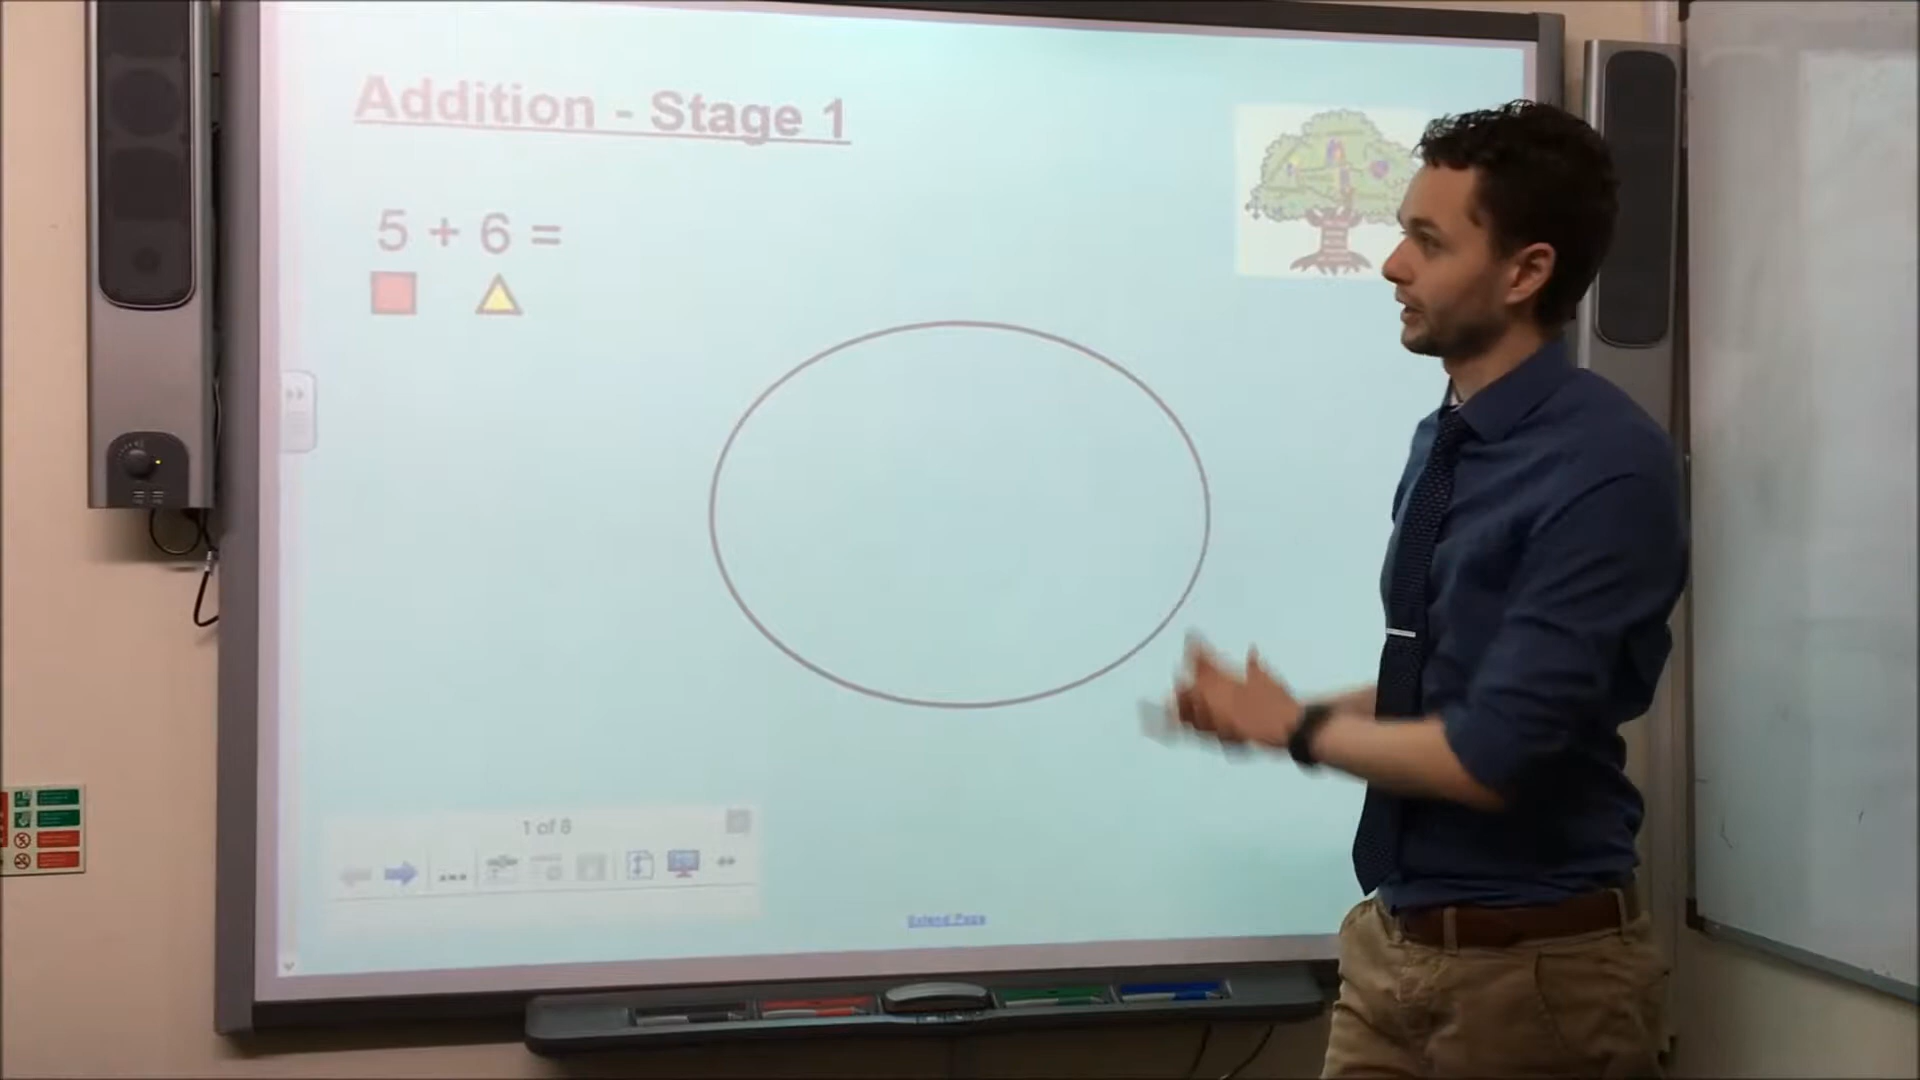 Addition - Stage 1
5 + 6 =
1 of 8
Extend Page